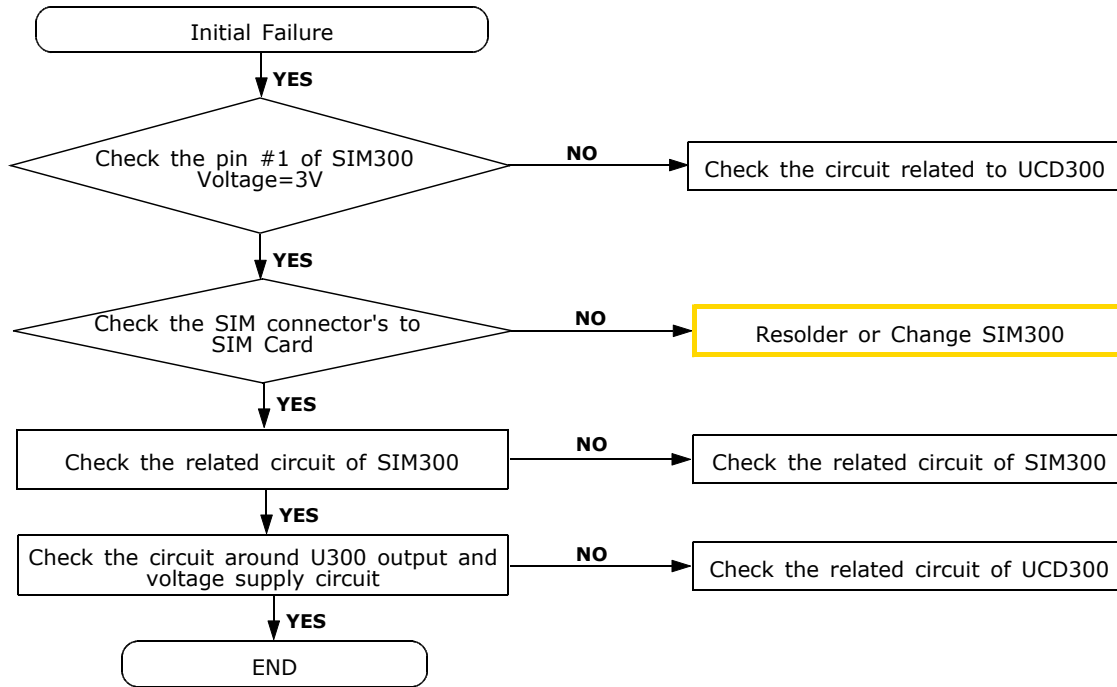 Initial Failure
YES
Check the pin #1 of SIM300
Voltage=3V
NO
Check the circuit related to UCD300
YES
Check the SIM connector's to
SIM Card
NO
Resolder or Change SIM300
YES
Check the related circuit of SIM300
NO
Check the related circuit of SIM300
YES
Check the circuit around U300 output and
voltage supply circuit
NO
Check the related circuit of UCD300
YES
END